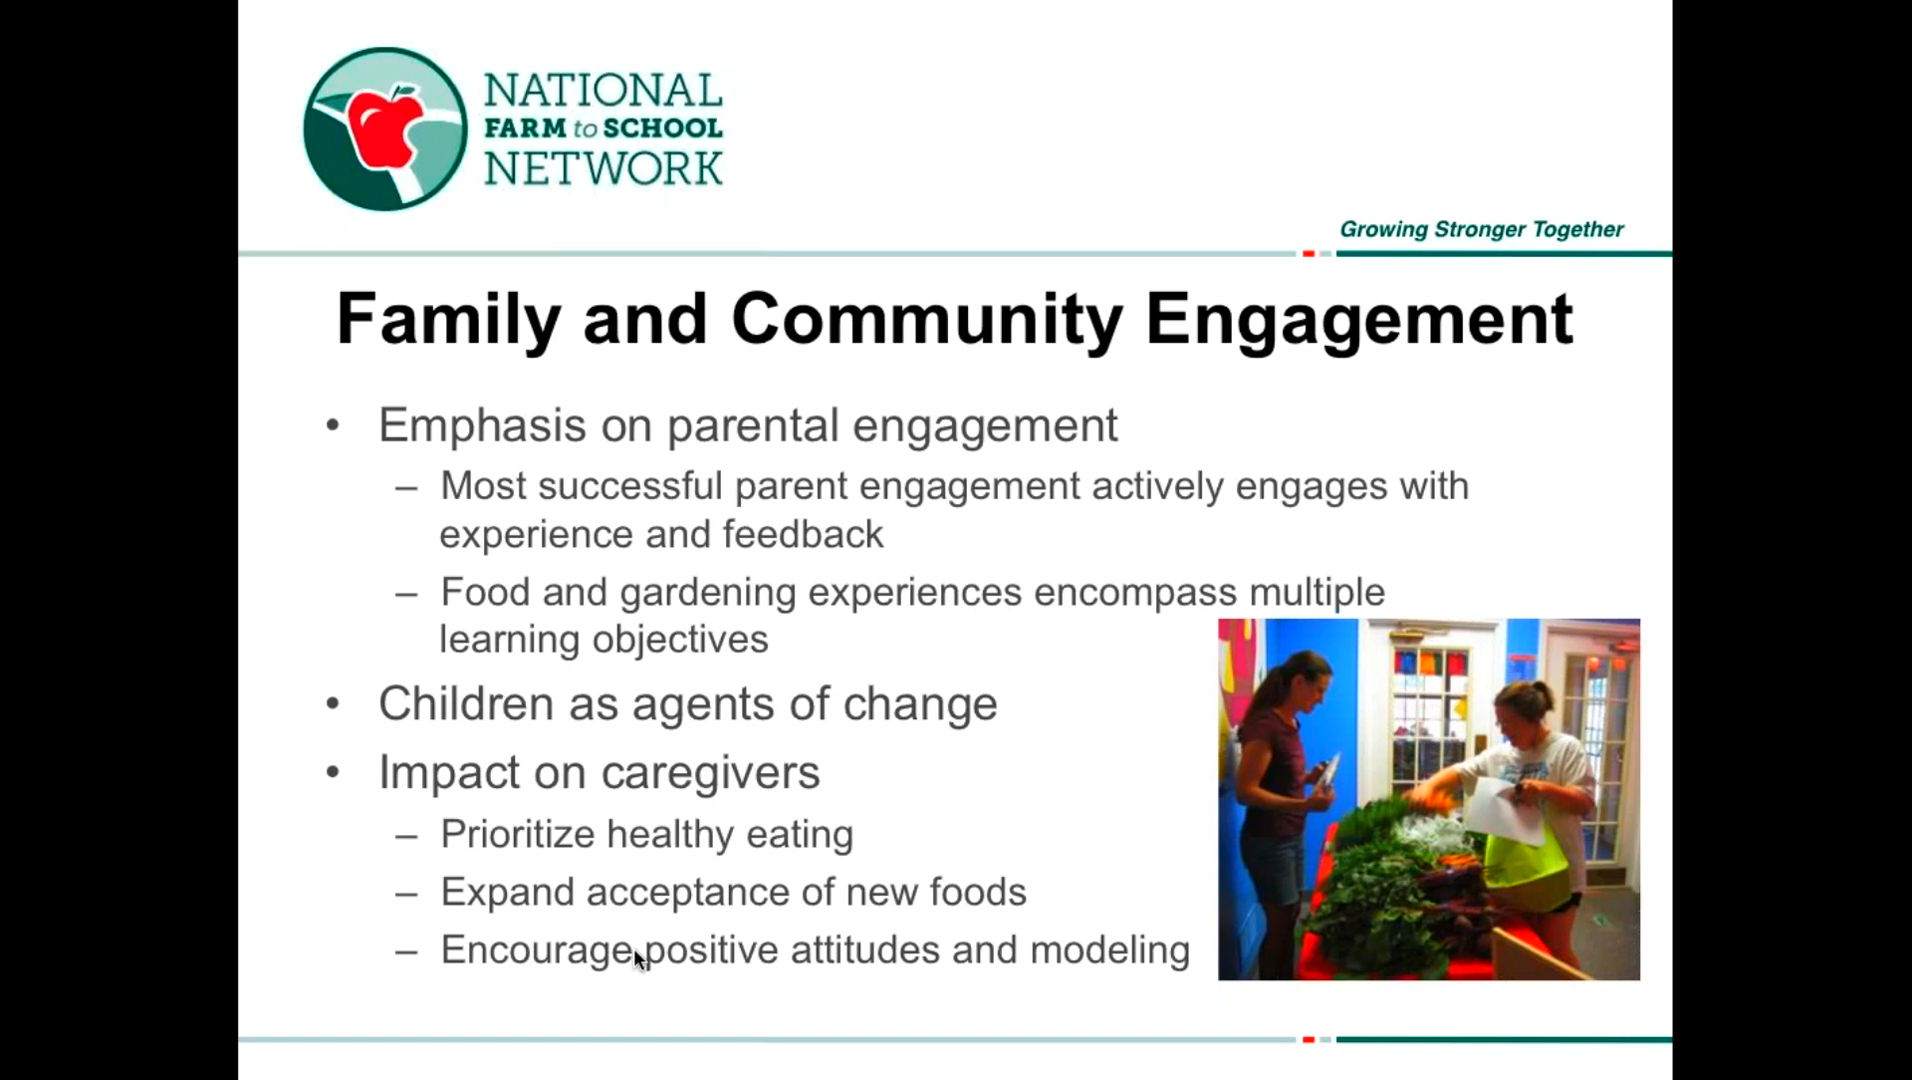 NATIONAL
FARM to SCHOOL
NETWORK
Growing Stronger Together
Family and Community Engagement
• Emphasis on parental engagement
– Most successful parent engagement actively engages with
experience and feedback
– Food and gardening experiences encompass multiple
learning objectives
• Children as agents of change
• Impact on caregivers
– Prioritize healthy eating
– Expand acceptance of new foods
– Encourage positive attitudes and modeling